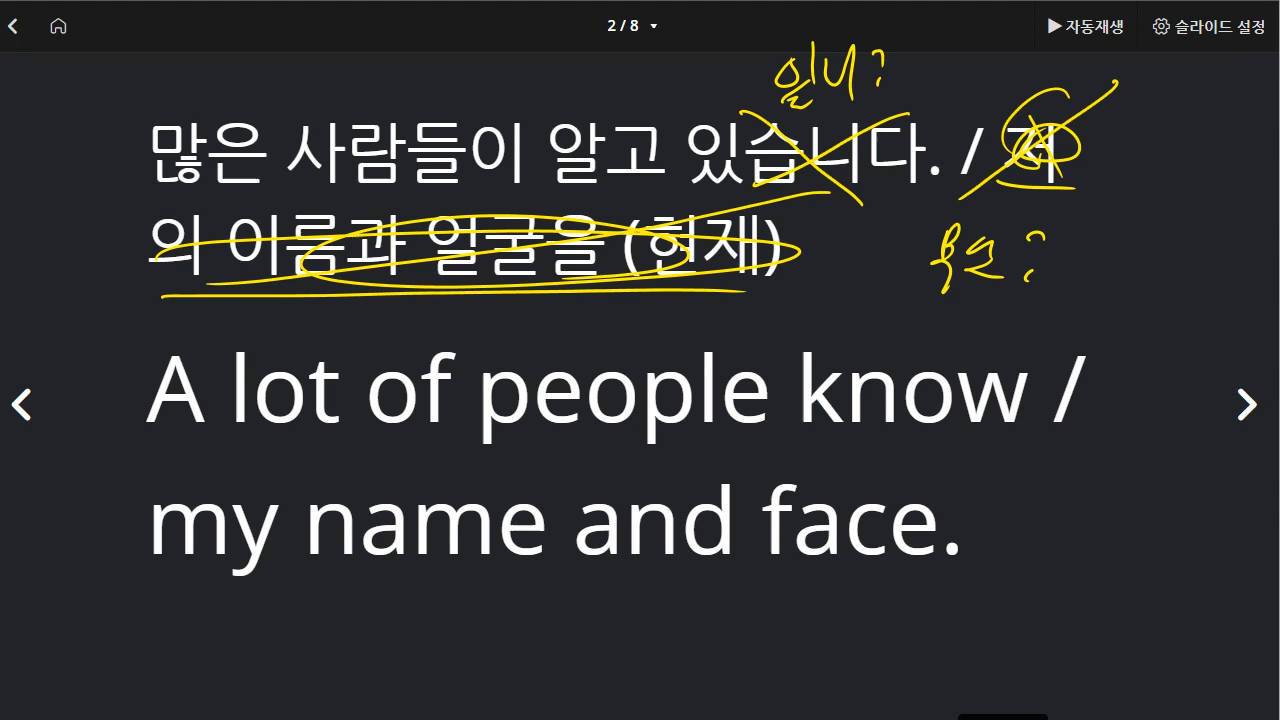 2 / 8
자동재생
슬라이드 설정
많은 사람들이 알고 있습니다. / 저
의 이름과 얼굴을 (현재)
A lot of people know /
my name and face.